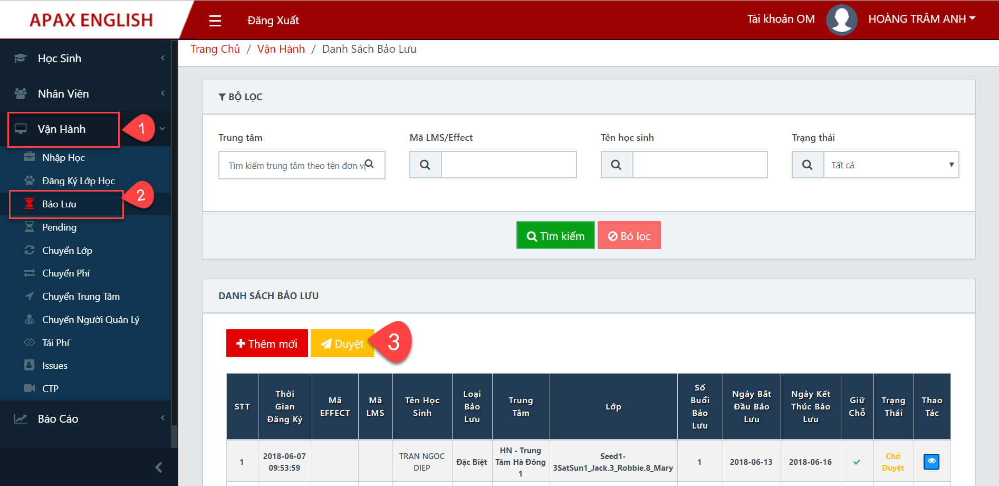 APAX ENGLISH
Đăng Xuất
Tài khoản OM
HOÀNG TRÂM ANH
Học Sinh
Nhân Viên
Vận Hành
1
Nhập Học
Đăng Ký Lớp Học
Bảo Lưu
2
Pending
Chuyển Lớp
Chuyển Phí
Chuyển Trung Tâm
Chuyển Người Quản Lý
Tái Phí
Issues
CTP
Báo Cáo
Trang Chủ / Vận Hành / Danh Sách Bảo Lưu
BỘ LỌC
Trung tâm
Mã LMS/Effect
Tên học sinh
Trạng thái
Tìm kiếm trung tâm theo tên đơn vị
Tất cả
Tìm kiếm
Bỏ lọc
DANH SÁCH BẢO LƯU
Thêm mới
Duyệt
3
STT
Thời
Gian
Đăng Ký
Mã
EFFECT
Mã
LMS
Tên Học
Sinh
Loại
Bảo
Lưu
Trung
Tâm
Lớp
Số
Buổi
Bảo
Lưu
Ngày Bắt
Đầu Bảo
Lưu
Ngày Kết
Thúc Bảo
Lưu
Giữ
Chỗ
Trạng
Thái
Thao
Tác
1
2018-06-07
09:53:59
TRAN NGOC
DIEP
Đặc Biệt
HN - Trung
Tâm Hà Đông
1
Seed1-
3SatSun1_Jack.3_Robbie.8_Mary
1
2018-06-13
2018-06-16
Chờ
Duyệt